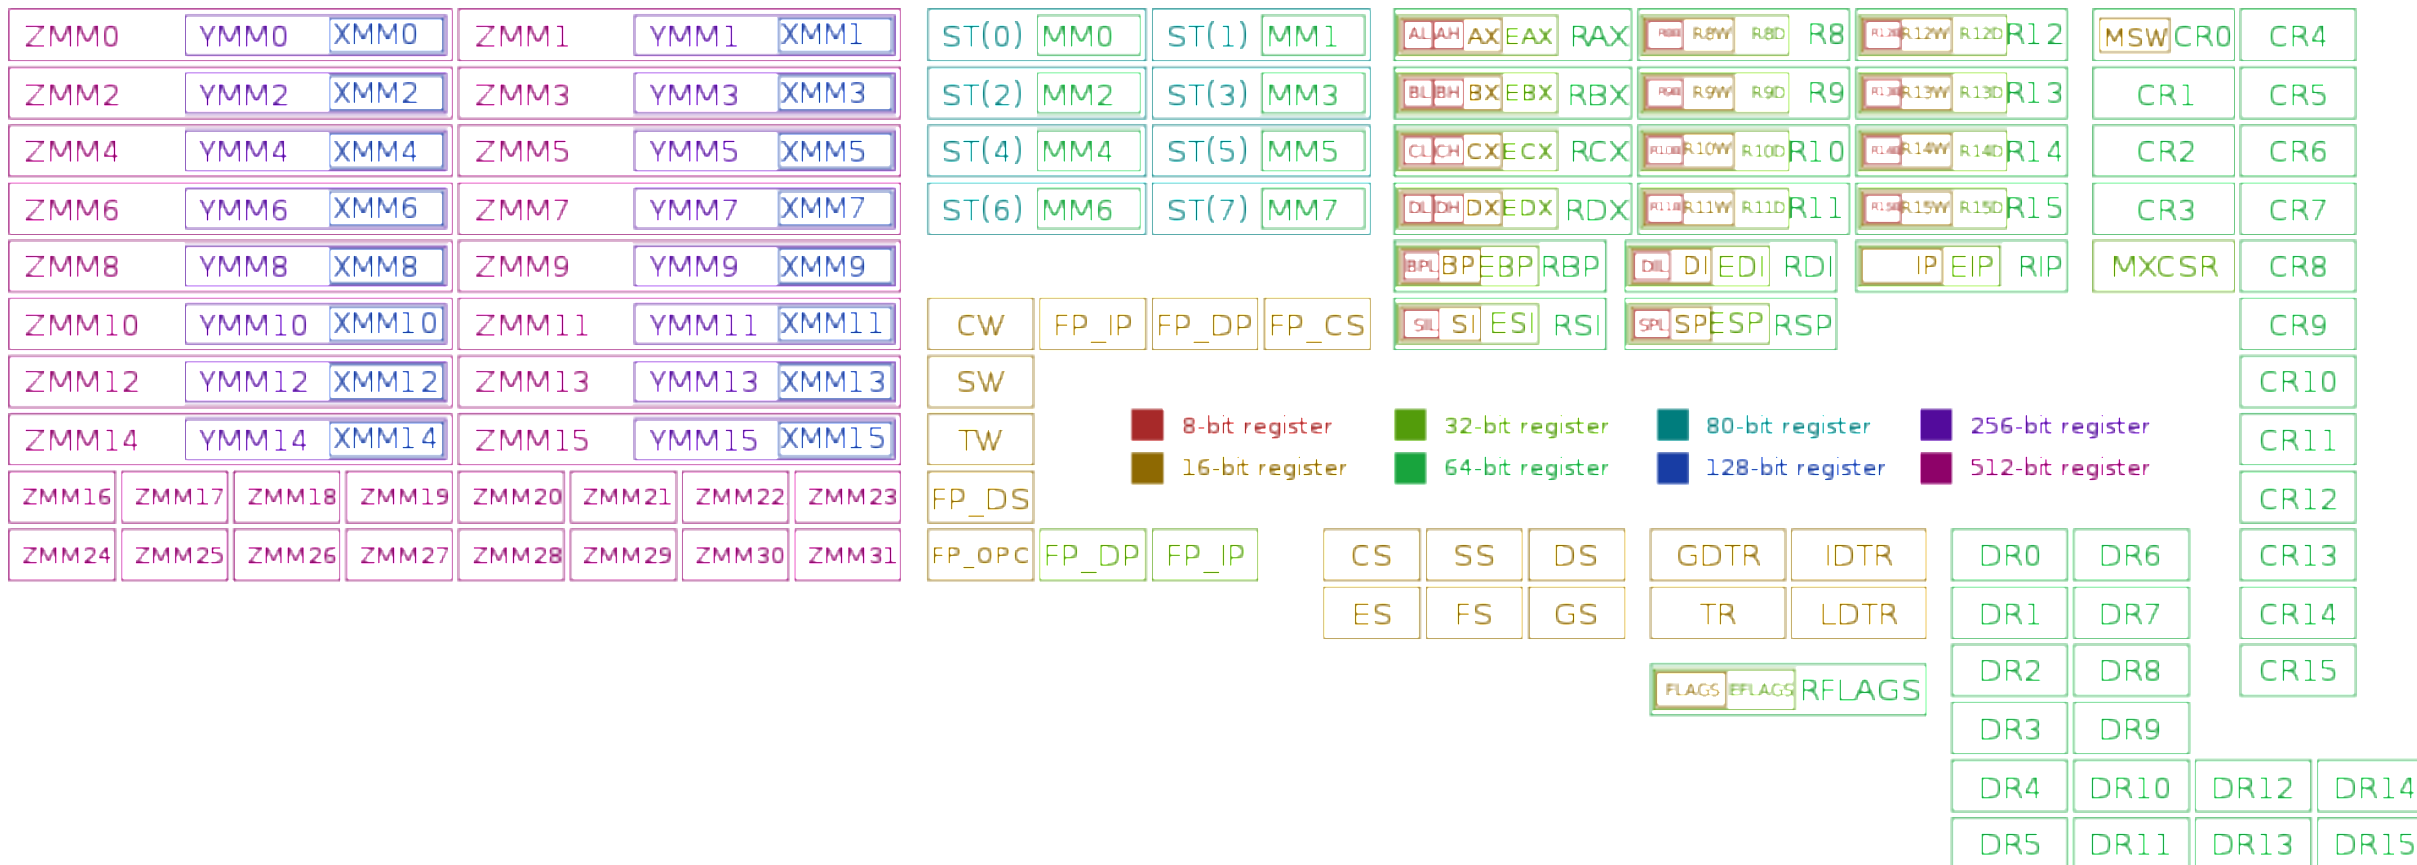 ZMM0 YMM0 XMM0 ZMM1 YMM1 XMM1 ST(0) MM0 ST(1) MM1 AL AH AX EAX RAX R8B R8W R8D R8 R12B R12W R12D R12 MSW CR0 CR4
ZMM2 YMM2 XMM2 ZMM3 YMM3 XMM3 ST(2) MM2 ST(3) MM3 BL BH BX EBX RBX R9B R9W R9D R9 R13B R13W R13D R13 CR1 CR5
ZMM4 YMM4 XMM4 ZMM5 YMM5 XMM5 ST(4) MM4 ST(5) MM5 CL CH CX ECX RCX R10B R10W R10D R10 R14B R14W R14D R14 CR2 CR6
ZMM6 YMM6 XMM6 ZMM7 YMM7 XMM7 ST(6) MM6 ST(7) MM7 DL DH DX EDX RDX R11B R11W R11D R11 R15B R15W R15D R15 CR3 CR7
ZMM8 YMM8 XMM8 ZMM9 YMM9 XMM9 BPL BP EBP RBP DIL DI EDI RDI IP EIP RIP MXCSR CR8
ZMM10 YMM10 XMM10 ZMM11 YMM11 XMM11 CW FP_IP FP_DP FP_CS SIL SI ESI RSI SPL SP ESP RSP CR9
ZMM12 YMM12 XMM12 ZMM13 YMM13 XMM13 SW CR10
ZMM14 YMM14 XMM14 ZMM15 YMM15 XMM15 TW 8-bit register 32-bit register 80-bit register 256-bit register CR11
16-bit register 64-bit register 128-bit register 512-bit register
ZMM16 ZMM17 ZMM18 ZMM19 ZMM20 ZMM21 ZMM22 ZMM23 FP_DS CR12
ZMM24 ZMM25 ZMM26 ZMM27 ZMM28 ZMM29 ZMM30 ZMM31 FP_OPC FP_DP FP_IP CS SS DS GDTR IDTR DR0 DR6 CR13
ES FS GS TR LDTR DR1 DR7 CR14
FLAGS EFLAGS RFLAGS DR2 DR8 CR15
DR3 DR9
DR4 DR10 DR12 DR14
DR5 DR11 DR13 DR15